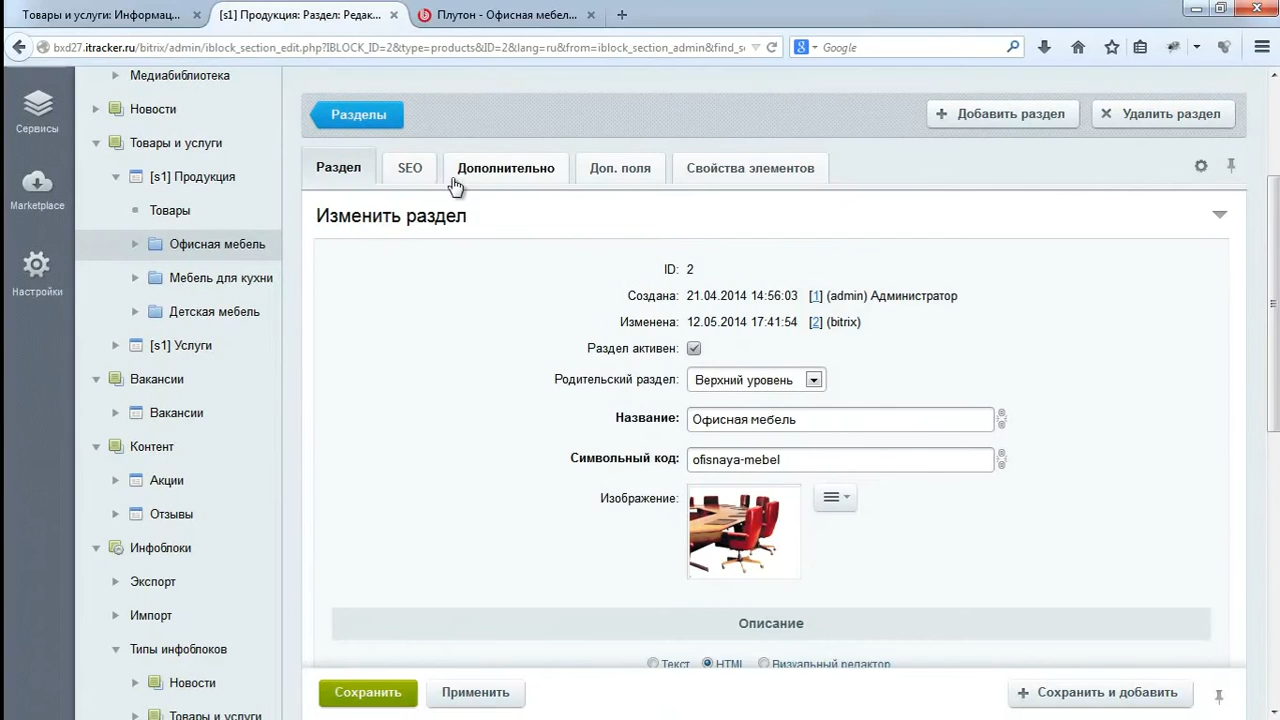 Товары и услуги: Информац...
[s1] Продукция: Раздел: Редак...
Плутон - Офисная мебел...
bxd27.itracker.ru/bitrix/admin/iblock_section_edit.php?IBLOCK_ID=2&type=products&ID=2&lang=ru&from=iblock_section_admin&find_s
Google
Сервисы
Marketplace
Настройки
Медиабиблиотека
Новости
Товары и услуги
[s1] Продукция
Товары
Офисная мебель
Мебель для кухни
Детская мебель
[s1] Услуги
Вакансии
Вакансии
Контент
Акции
Отзывы
Инфоблоки
Экспорт
Импорт
Типы инфоблоков
Новости
Товары и услуги
Разделы
Добавить раздел
Удалить раздел
Раздел
SEO
Дополнительно
Доп. поля
Свойства элементов
Изменить раздел
ID: 2
Создана: 21.04.2014 14:56:03 [1] (admin) Администратор
Изменена: 12.05.2014 17:41:54 [2] (bitrix)
Раздел активен:
Родительский раздел: Верхний уровень
Название: Офисная мебель
Символьный код: ofisnaya-mebel
Изображение:
Описание
Текст HTML Визуальный редактор
Сохранить
Применить
Сохранить и добавить